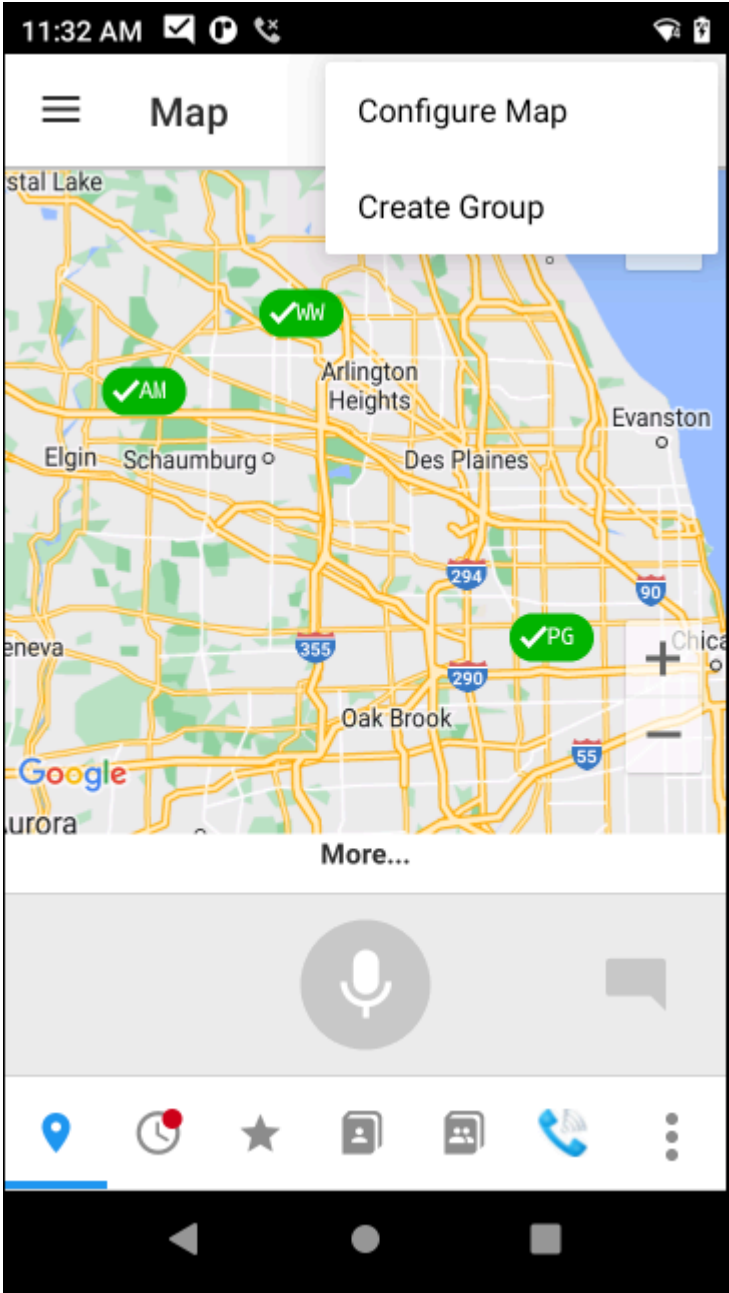 11:32 AM
Map
Configure Map
Create Group
stal Lake
WW
Arlington
Heights
AM
Evanston
Elgin
Schaumburg
Des Plaines
294
90
PG
eneva
355
Chica
290
Oak Brook
55
Google
urora
More...